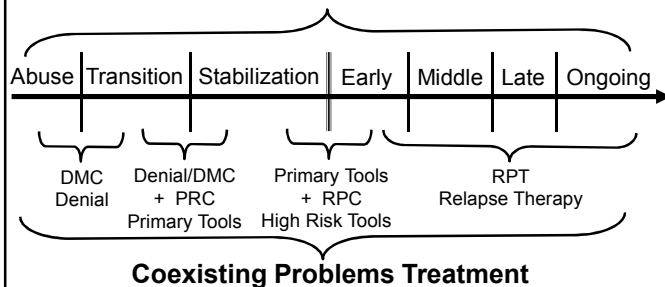 Abuse Transition Stabilization Early Middle Late Ongoing
DMC
Denial
Denial/DMC
+ PRC
Primary Tools
Primary Tools
+ RPC
High Risk Tools
RPT
Relapse Therapy
Coexisting Problems Treatment